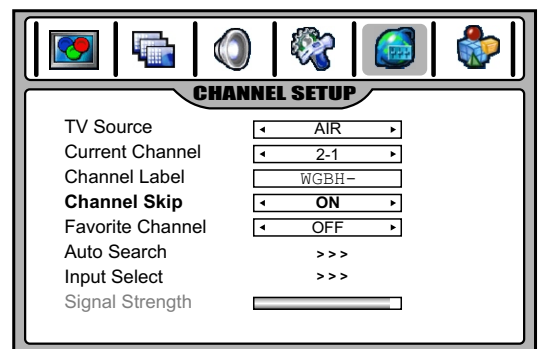 CHANNEL SETUP
TV Source AIR
Current Channel 2-1
Channel Label WGBH-
Channel Skip ON
Favorite Channel OFF
Auto Search >>>
Input Select >>>
Signal Strength